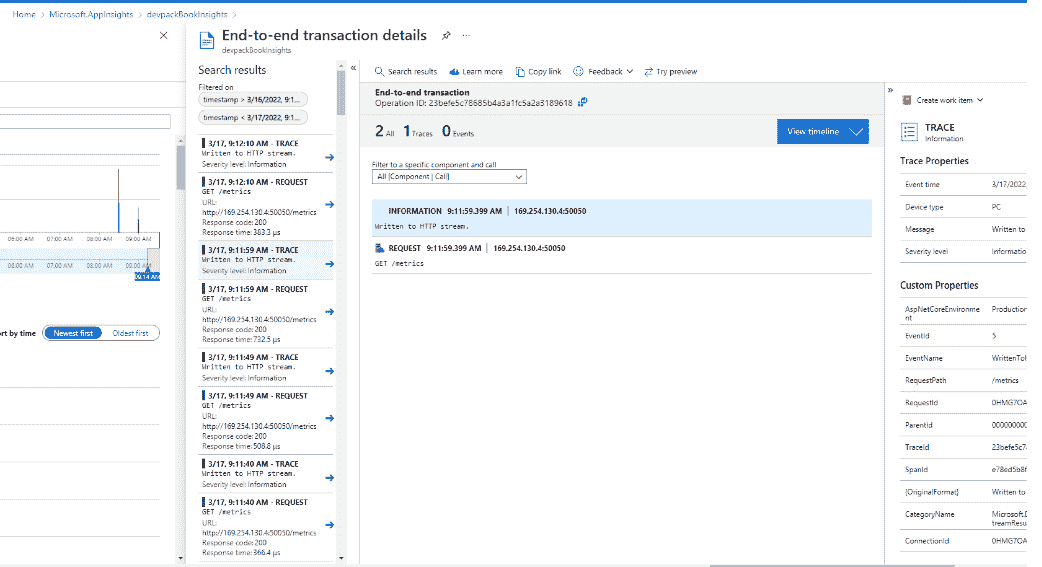 Home > Microsoft.AppInsights > devpackBookInsights >
End-to-end transaction details
devpackBookInsights
Search results
Filtered on
timestamp > 3/16/2022, 9:1...
timestamp < 3/17/2022, 9:1...
3/17, 9:12:10 AM - TRACE
Written to HTTP stream.
Severity level: Information
3/17, 9:12:10 AM - REQUEST
GET /metrics
URL:
http://169.254.130.4:50050/metrics
Response code: 200
Response time: 383.3 µs
3/17, 9:11:59 AM - TRACE
Written to HTTP stream.
Severity level: Information
3/17, 9:11:59 AM - REQUEST
GET /metrics
URL:
http://169.254.130.4:50050/metrics
Response code: 200
Response time: 732.5 µs
3/17, 9:11:49 AM - TRACE
Written to HTTP stream.
Severity level: Information
3/17, 9:11:49 AM - REQUEST
GET /metrics
URL:
http://169.254.130.4:50050/metrics
Response code: 200
Response time: 508.8 µs
3/17, 9:11:40 AM - TRACE
Written to HTTP stream.
Severity level: Information
3/17, 9:11:40 AM - REQUEST
GET /metrics
URL:
http://169.254.130.4:50050/metrics
Response code: 200
Response time: 366.4 µs
06:00 AM 07:00 AM 08:00 AM 09:00 AM
06:00 AM 07:00 AM 08:00 AM 09:00 AM
09:14 AM
rt by time Newest first Oldest first
Search results Learn more Copy link Feedback Try preview
End-to-end transaction
Operation ID: 23befe5c78685b4a3a1fc5a2a3189618
2 All 1 Traces 0 Events
View timeline
Filter to a specific component and call
All [Component | Call]
INFORMATION 9:11:59.399 AM | 169.254.130.4:50050
Written to HTTP stream.
REQUEST 9:11:59.399 AM | 169.254.130.4:50050
GET /metrics
Create work item
TRACE
Information
Trace Properties
Event time 3/17/2022,
Device type PC
Message Written to
Severity level Informatio
Custom Properties
AspNetCoreEnvironme
nt
Production
EventId 5
EventName WrittenTo
RequestPath /metrics
RequestId 0HMG7OA
ParentId 000000000
TraceId 23befe5c7
SpanId e78ed5b8f
{OriginalFormat} Written to
CategoryName Microsoft.
treamResu
ConnectionId 0HMG7OA